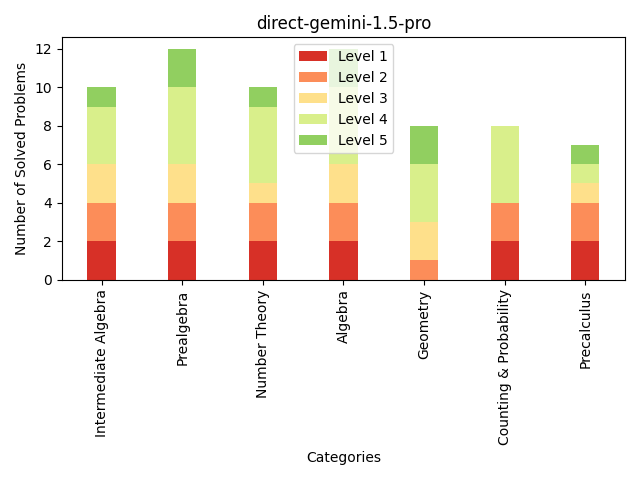 direct-gemini-1.5-pro
Number of Solved Problems
12
10
8
6
4
2
0
Level 1
Level 2
Level 3
Level 4
Level 5
Intermediate Algebra
Prealgebra
Number Theory
Algebra
Geometry
Counting & Probability
Precalculus
Categories